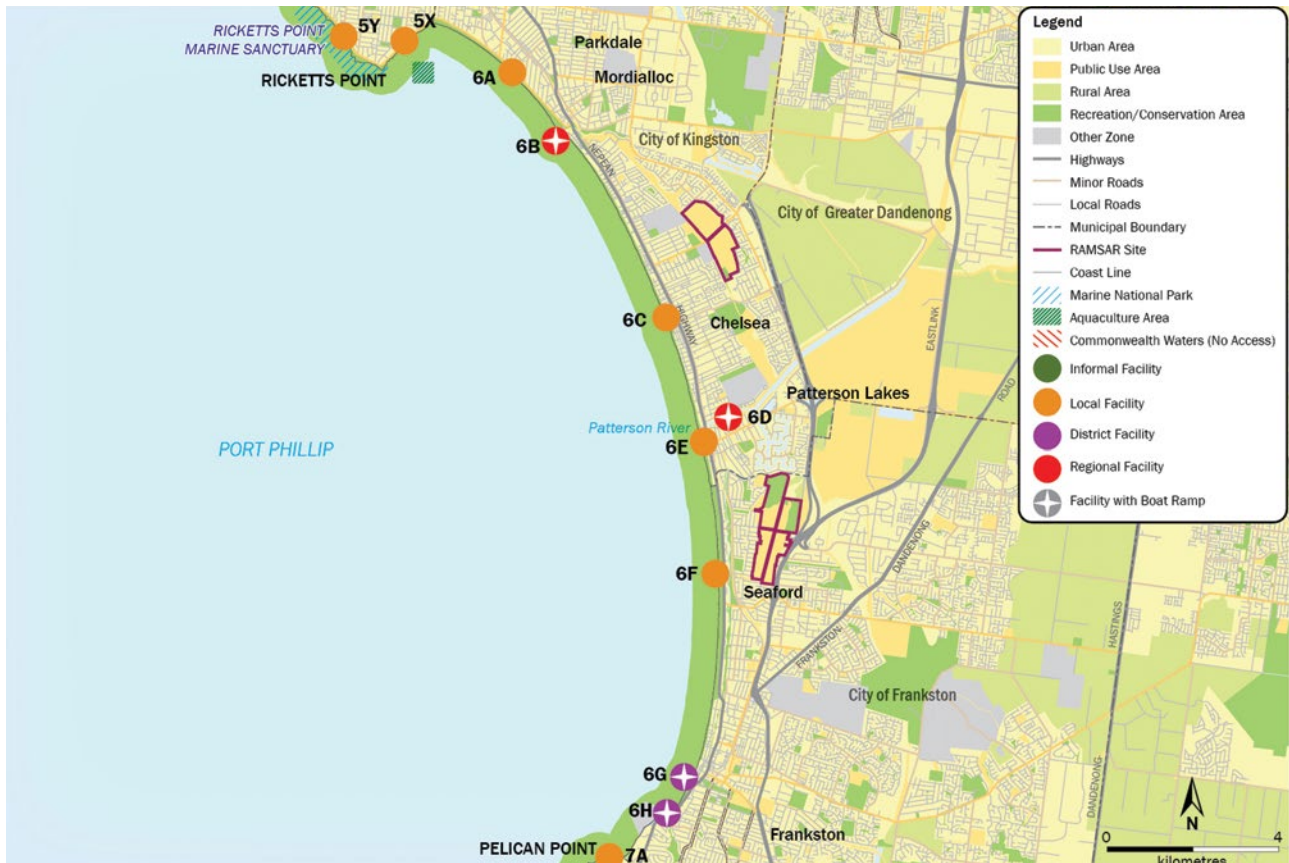 RICKETTS POINT
MARINE SANCTUARY
5Y
5X
RICKETTS POINT
Parkdale
Mordialloc
6A
6B
City of Kingston
NEPEAN
City of Greater Dandenong
6C
HIGHWAY
Chelsea
EASTLINK
ROAD
Patterson Lakes
6D
Patterson River
6E
PORT PHILLIP
DANDENONG
6F
Seaford
HASTINGS
FRANKSTON
City of Frankston
6G
6H
DANDENONG
Frankston
PELICAN POINT
7A
Legend
Urban Area
Public Use Area
Rural Area
Recreation/Conservation Area
Other Zone
Highways
Minor Roads
Local Roads
Municipal Boundary
RAMSAR Site
Coast Line
Marine National Park
Aquaculture Area
Commonwealth Waters (No Access)
Informal Facility
Local Facility
District Facility
Regional Facility
Facility with Boat Ramp
N
0 4
kilometres